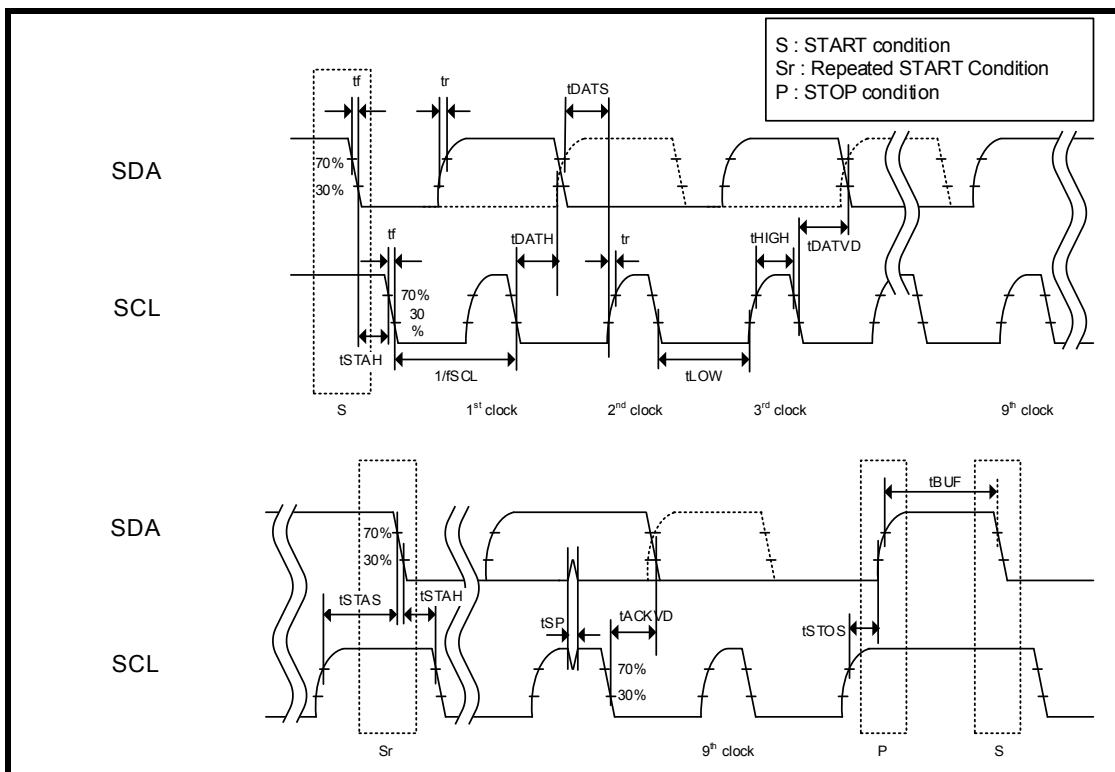 S : START condition
Sr : Repeated START Condition
P : STOP condition
tf
tr
tDATS
SDA
70%
30%
tf
tDATH
tr
tHIGH
tDATVD
SCL
70%
30
%
tSTAH
1/fSCL
tLOW
S
1st clock
2nd clock
3rd clock
9th clock
tBUF
SDA
70%
30%
tSTAS
tSTAH
tSP
tACKVD
tSTOS
SCL
70%
30%
Sr
9th clock
P
S